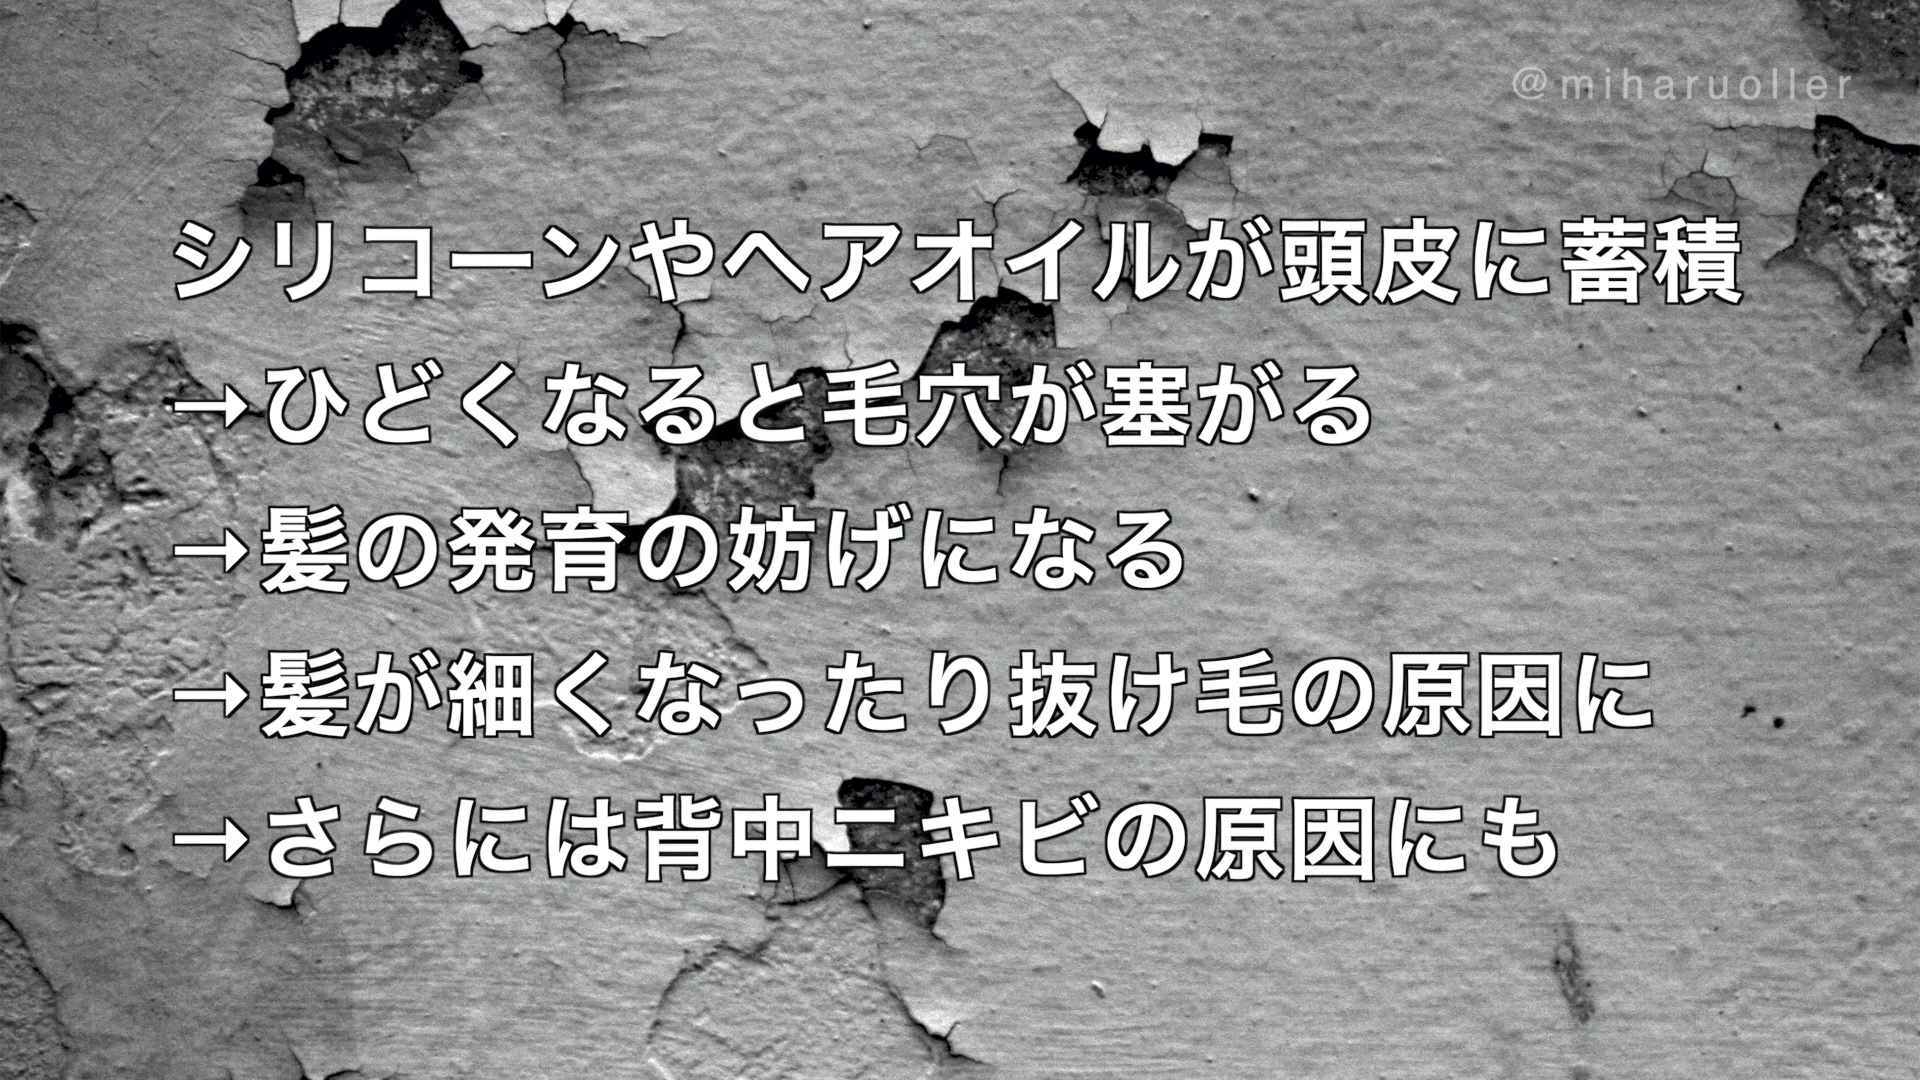 @miharuoller
シリコーンやヘアオイルが頭皮に蓄積
→ひどくなると毛穴が塞がる
→髪の発育の妨げになる
→髪が細くなったり抜け毛の原因に
→さらには背中ニキビの原因にも